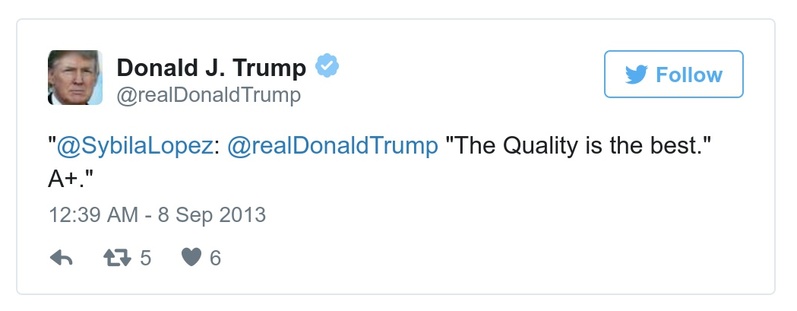 Donald J. Trump
@realDonaldTrump
Follow
"@SybilaLopez: @realDonaldTrump "The Quality is the best."
A+."
12:39 AM - 8 Sep 2013
5 6